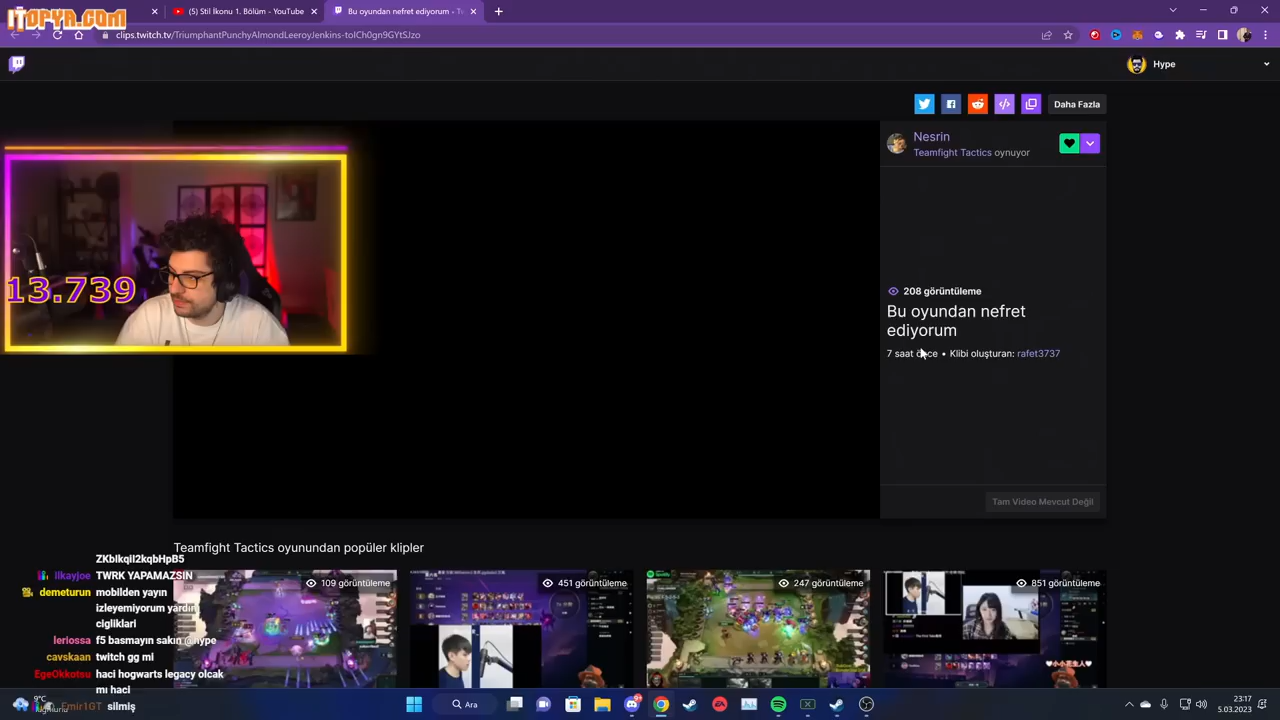 iTOPYA.COM
(5) Stil İkonu 1. Bölüm - YouTube
Bu oyundan nefret ediyorum - T
clips.twitch.tv/TriumphantPunchyAlmondLeeroyJenkins-toICh0gn9GYtSJzo
Hype
Daha Fazla
Nesrin
Teamfight Tactics oynuyor
13.739
208 görüntüleme
Bu oyundan nefret
ediyorum
7 saat önce • Klibi oluşturan: rafet3737
Tam Video Mevcut Değil
Teamfight Tactics oyunundan popüler klipler
109 görüntüleme
451 görüntüleme
247 görüntüleme
851 görüntüleme
ZKblkqIl2kqbHpB5
ilkayjoe TWRK YAPAMAZSIN
demeturun mobilden yayın
izleyemiyorum yardım
cigliklari
leriossa f5 basmayın sakın @hype
cavskaan twitch gg mi
EgeOkkotsu haci hogwarts legacy olcak
mı haci
Emir1GT silmiş
9°C
Ara
23:17
5.03.2023